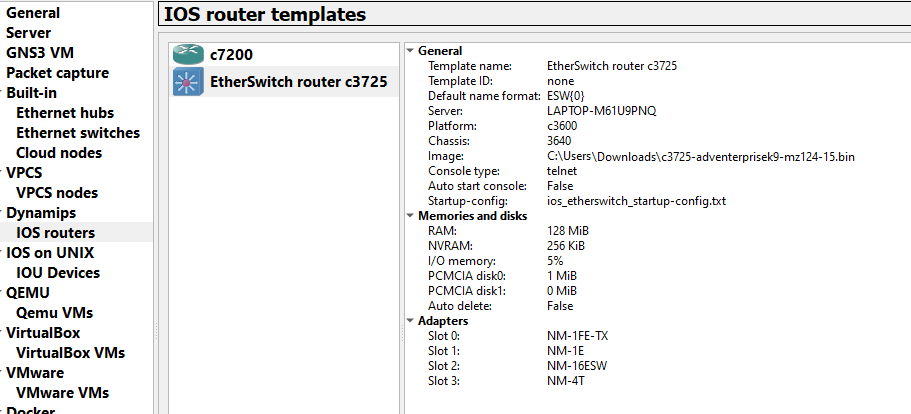 General
Server
GNS3 VM
Packet capture
Built-in
Ethernet hubs
Ethernet switches
Cloud nodes
VPCS
VPCS nodes
Dynamips
IOS routers
IOS on UNIX
IOU Devices
QEMU
Qemu VMs
VirtualBox
VirtualBox VMs
VMware
VMware VMs
Docker
IOS router templates
c7200
EtherSwitch router c3725
General
Template name: EtherSwitch router c3725
Template ID: none
Default name format: ESW{0}
Server: LAPTOP-M61U9PNQ
Platform: c3600
Chassis: 3640
Image: C:\Users\Downloads\c3725-adventerprisek9-mz124-15.bin
Console type: telnet
Auto start console: False
Startup-config: ios_etherswitch_startup-config.txt
Memories and disks
RAM: 128 MiB
NVRAM: 256 KiB
I/O memory: 5%
PCMCIA disk0: 1 MiB
PCMCIA disk1: 0 MiB
Auto delete: False
Adapters
Slot 0: NM-1FE-TX
Slot 1: NM-1E
Slot 2: NM-16ESW
Slot 3: NM-4T